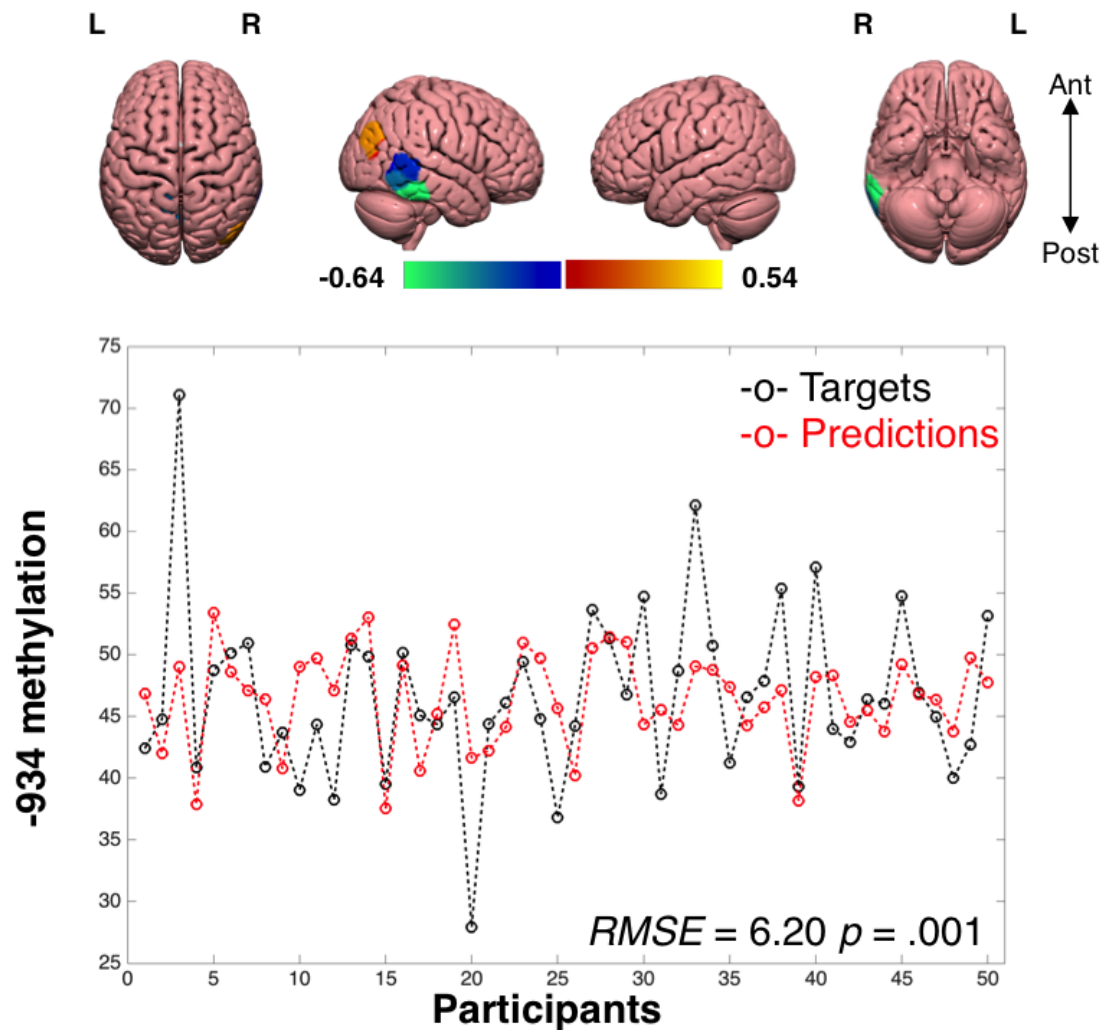 L R R L
Ant
Post
-0.64 0.54
75
70
65
60
55
50
45
40
35
30
25
-934 methylation
-o- Targets
-o- Predictions
RMSE = 6.20 p = .001
0 5 10 15 20 25 30 35 40 45 50
Participants